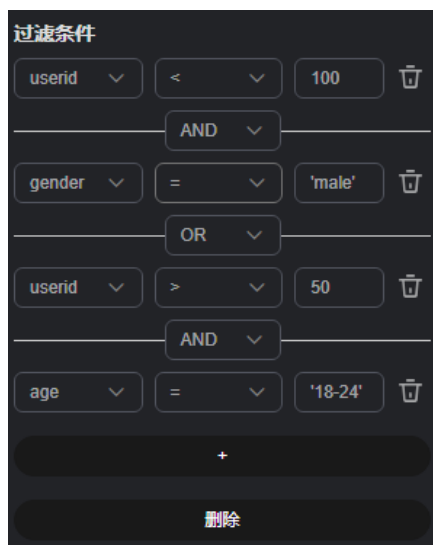 过滤条件
userid < 100
AND
gender = 'male'
OR
userid > 50
AND
age = '18-24'
+
删除